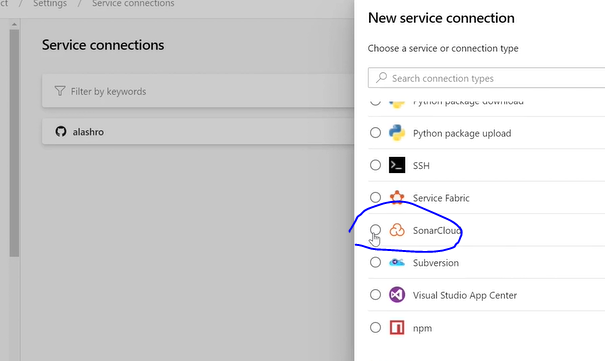 ct / Settings / Service connections
Service connections
Filter by keywords
alashro
New service connection
Choose a service or connection type
Search connection types
Python package download
Python package upload
SSH
Service Fabric
SonarCloud
Subversion
Visual Studio App Center
npm